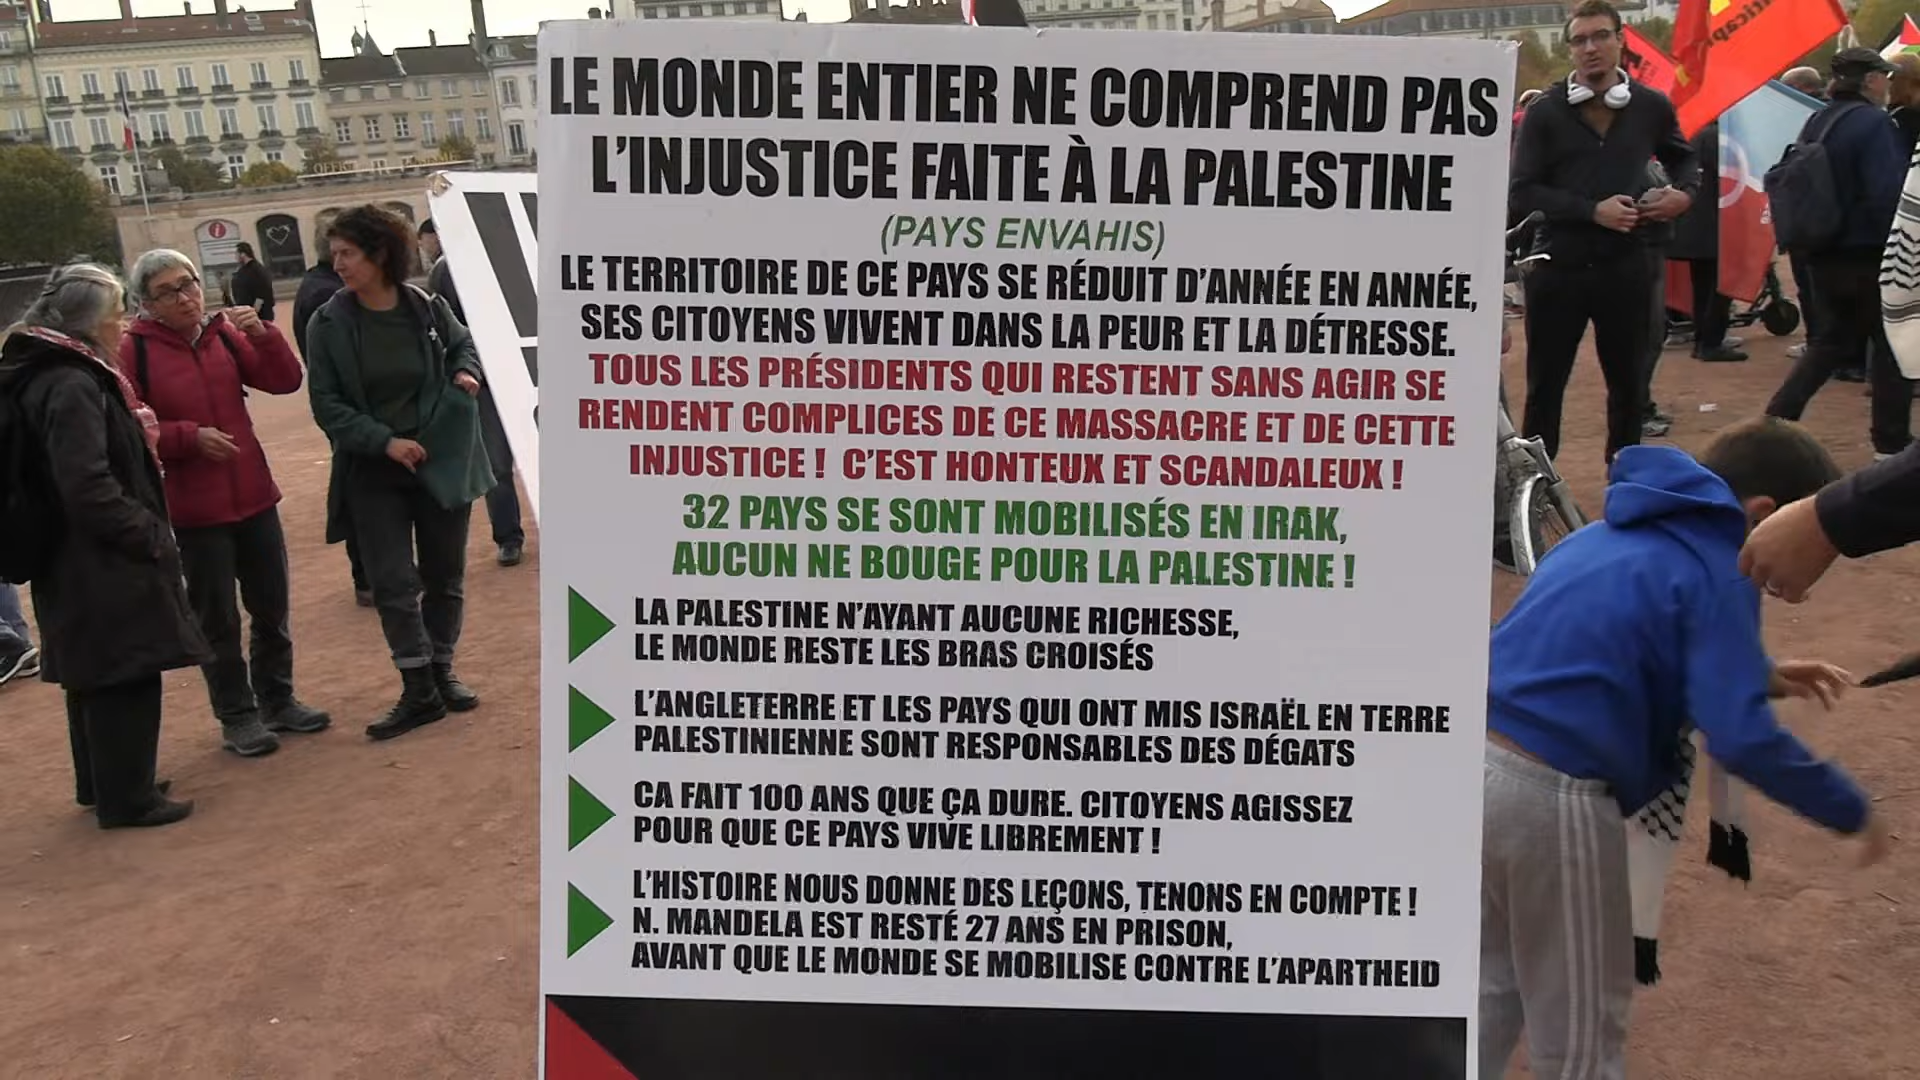 LE MONDE ENTIER NE COMPREND PAS
L'INJUSTICE FAITE À LA PALESTINE
(PAYS ENVAHIS)
LE TERRITOIRE DE CE PAYS SE RÉDUIT D'ANNÉE EN ANNÉE,
SES CITOYENS VIVENT DANS LA PEUR ET LA DÉTRESSE.
TOUS LES PRÉSIDENTS QUI RESTENT SANS AGIR SE
RENDENT COMPLICES DE CE MASSACRE ET DE CETTE
INJUSTICE ! C'EST HONTEUX ET SCANDALEUX !
32 PAYS SE SONT MOBILISÉS EN IRAK,
AUCUN NE BOUGE POUR LA PALESTINE !
LA PALESTINE N'AYANT AUCUNE RICHESSE,
LE MONDE RESTE LES BRAS CROISÉS
L'ANGLETERRE ET LES PAYS QUI ONT MIS ISRAËL EN TERRE
PALESTINIENNE SONT RESPONSABLES DES DÉGATS
CA FAIT 100 ANS QUE ÇA DURE. CITOYENS AGISSEZ
POUR QUE CE PAYS VIVE LIBREMENT !
L'HISTOIRE NOUS DONNE DES LEÇONS, TENONS EN COMPTE !
N. MANDELA EST RESTÉ 27 ANS EN PRISON,
AVANT QUE LE MONDE SE MOBILISE CONTRE L'APARTHEID